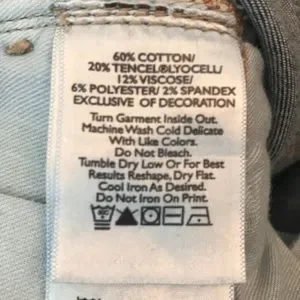 60% COTTON/
20% TENCEL®LYOCELL/
12% VISCOSE/
6% POLYESTER/ 2% SPANDEX
EXCLUSIVE OF DECORATION
Turn Garment Inside Out.
Machine Wash Cold Delicate
With Like Colors.
Do Not Bleach.
Tumble Dry Low Or For Best
Results Reshape, Dry Flat.
Cool Iron As Desired.
Do Not Iron On Print.